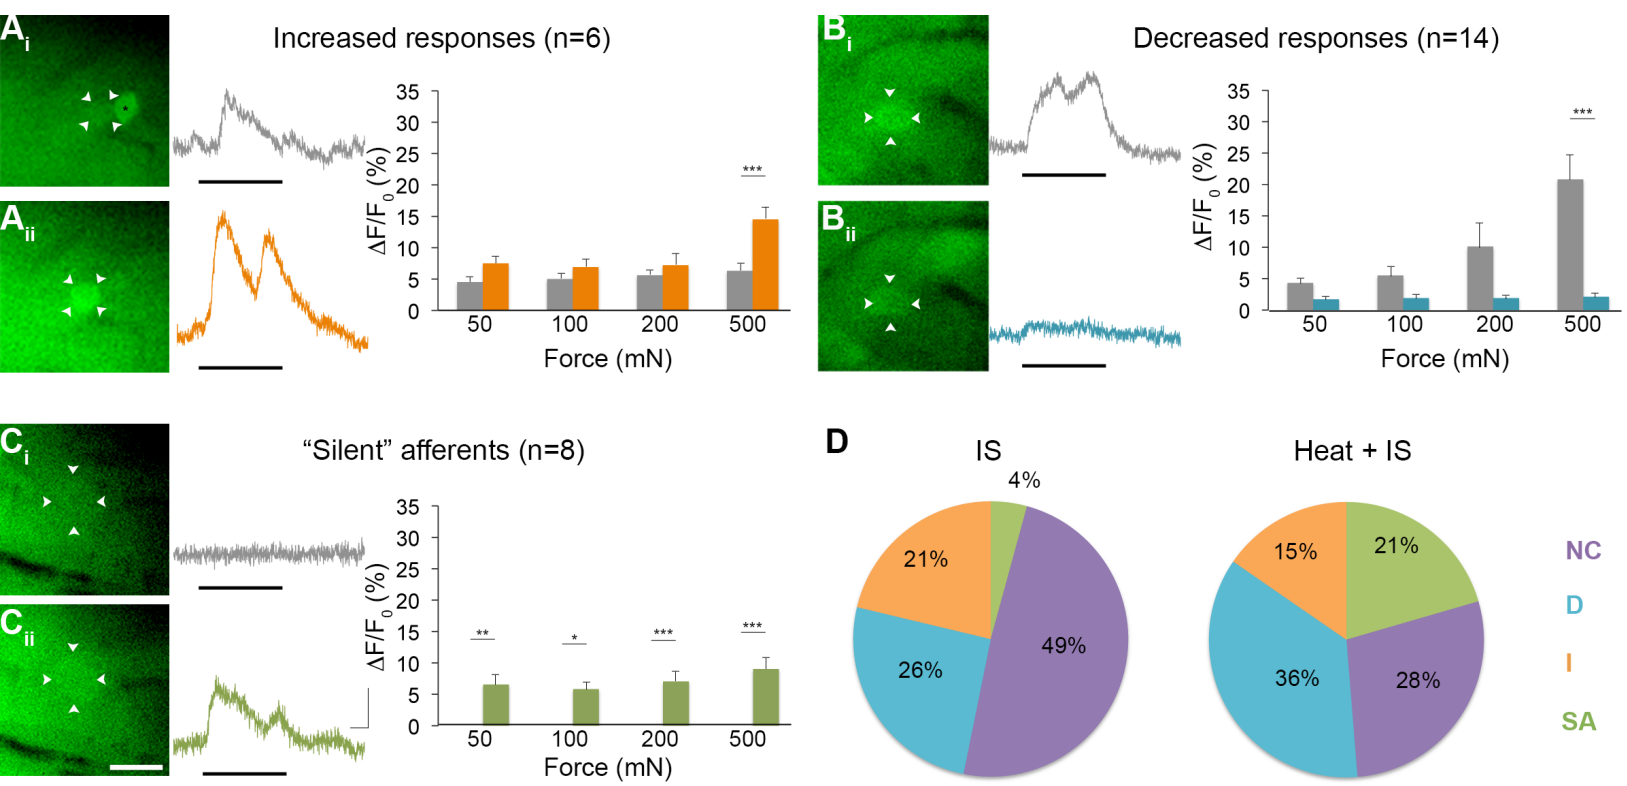 Ai
Increased responses (n=6)
*
Aii
ΔF/F0 (%)
35
30
25
20
15
10
5
0
***
50 100 200 500
Force (mN)
Bi
Decreased responses (n=14)
Bii
ΔF/F0 (%)
35
30
25
20
15
10
5
0
***
50 100 200 500
Force (mN)
Ci
“Silent” afferents (n=8)
Cii
ΔF/F0 (%)
35
30
25
20
15
10
5
0
** * *** ***
50 100 200 500
Force (mN)
D
IS
4%
21%
49%
26%
Heat + IS
15%
21%
36%
28%
NC
D
I
SA